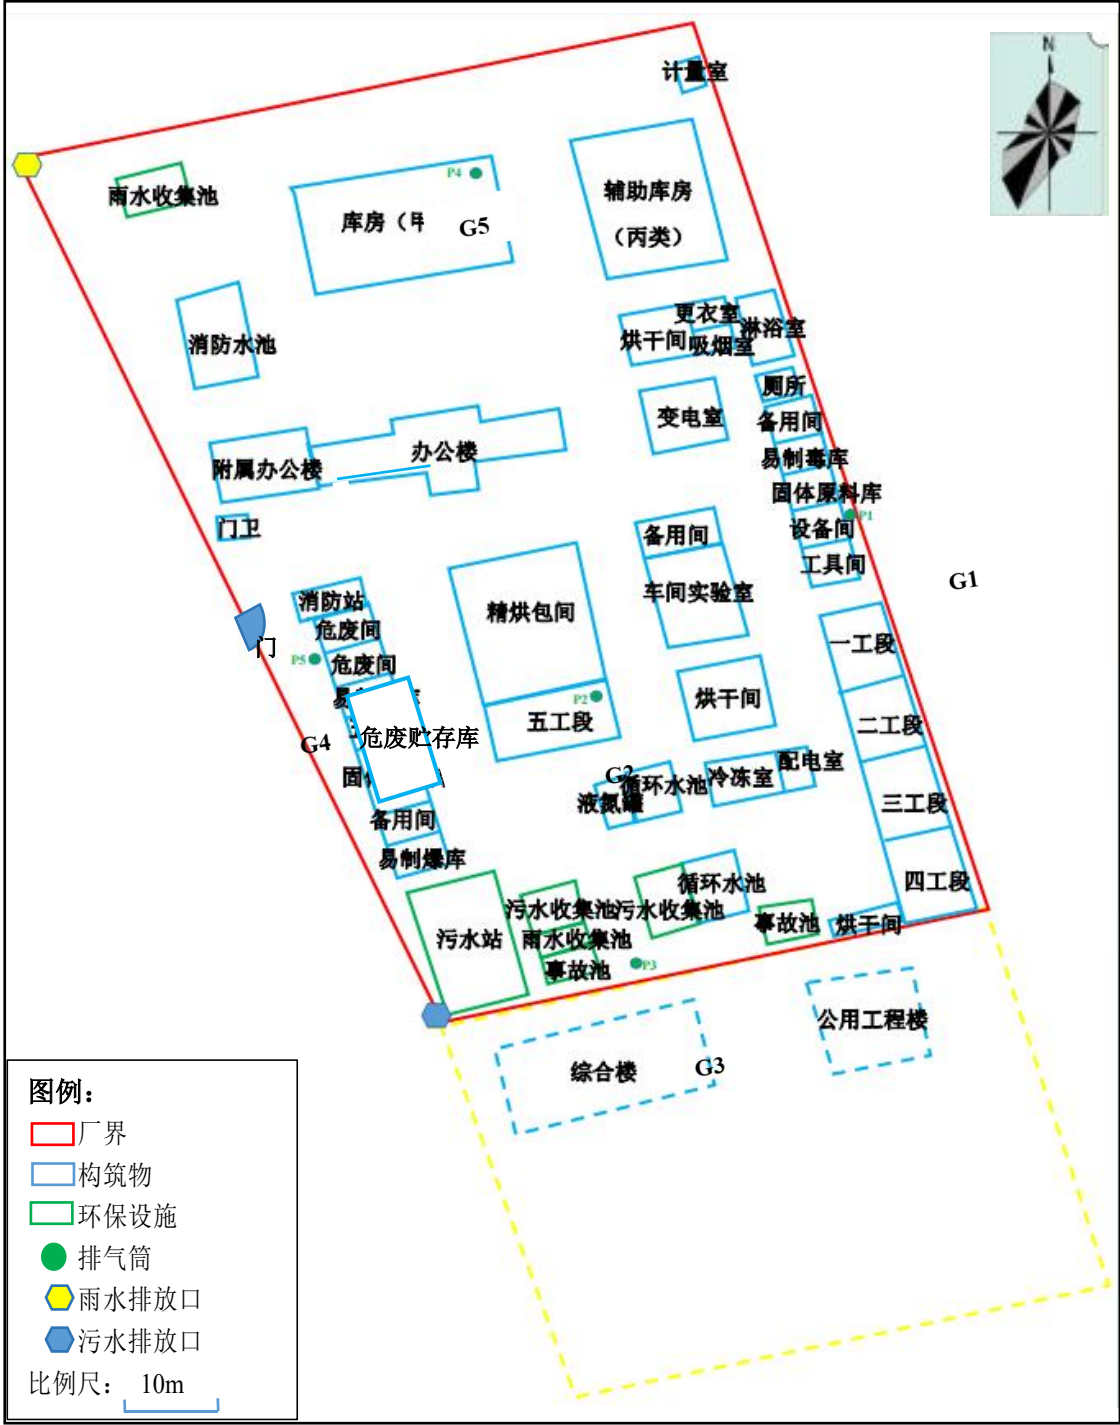 N
计量室
雨水收集池
P4
库房（甲
G5
辅助库房
（丙类）
消防水池
更衣室
淋浴室
烘干间
吸烟室
厕所
变电室
备用间
办公楼
附属办公楼
易制毒库
固体原料库
P1
门卫
设备间
备用间
工具间
G1
车间实验室
消防站
精烘包间
危废间
门
一工段
P5
危废间
易
库
烘干间
P2
五工段
二工段
G4
危废贮存库
G2
循环水池
冷冻室
配电室
固
液氮罐
三工段
备用间
易制爆库
循环水池
四工段
污水收集池
污水收集池
事故池
烘干间
污水站
雨水收集池
事故池
P3
公用工程楼
综合楼
G3
图例：
厂界
构筑物
环保设施
排气筒
雨水排放口
污水排放口
比例尺： 10m